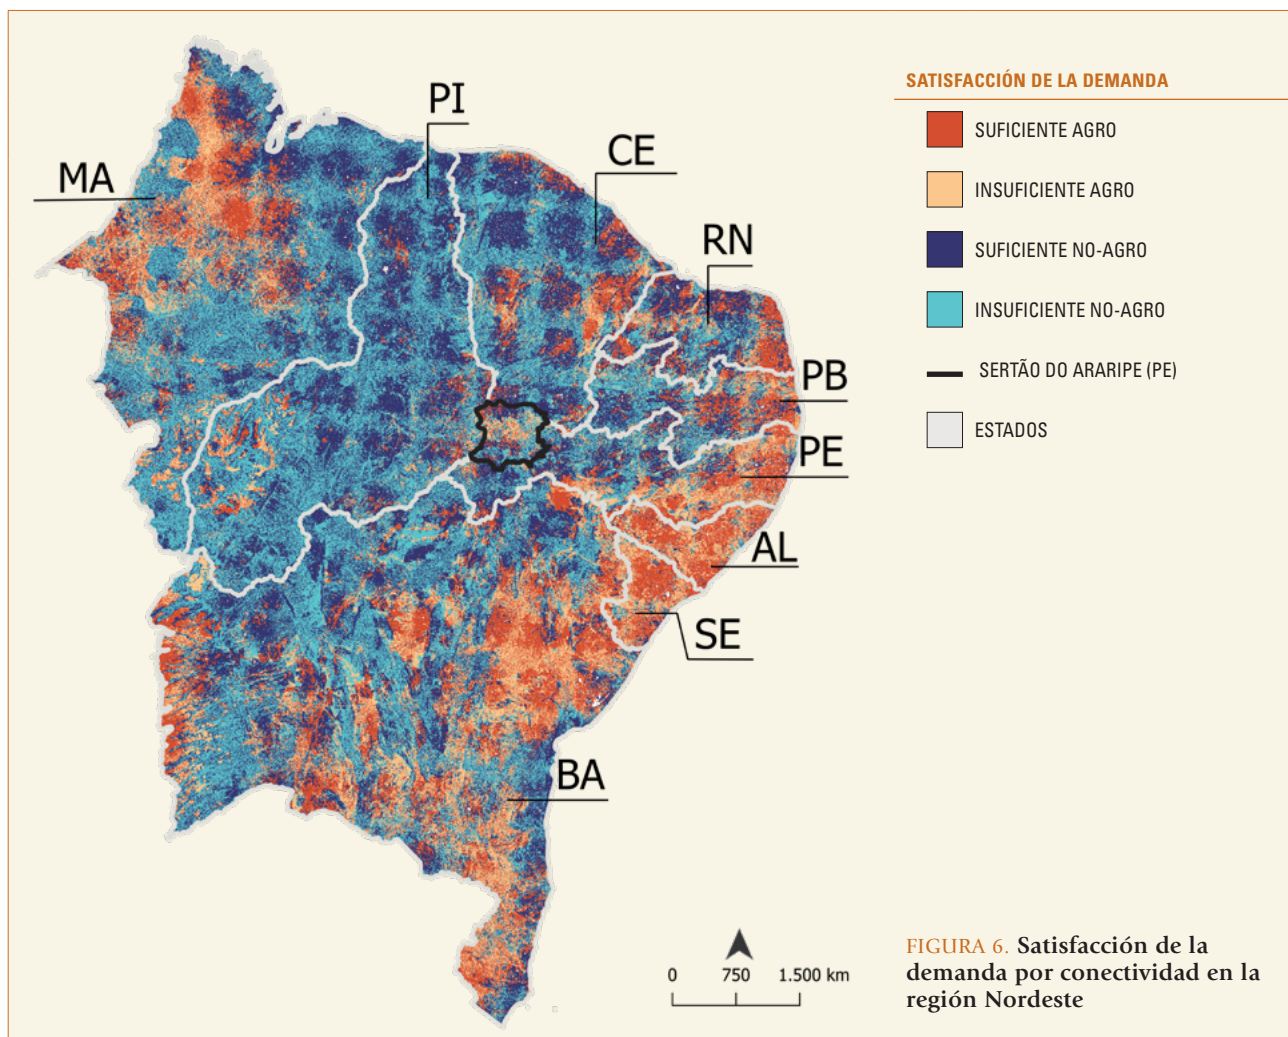 PI
MA
CE
RN
PB
PE
AL
SE
BA
SATISFACCIÓN DE LA DEMANDA
SUFICIENTE AGRO
INSUFICIENTE AGRO
SUFICIENTE NO-AGRO
INSUFICIENTE NO-AGRO
SERTÃO DO ARARIPE (PE)
ESTADOS
0 750 1.500 km
FIGURA 6. Satisfacción de la
demanda por conectividad en la
región Nordeste